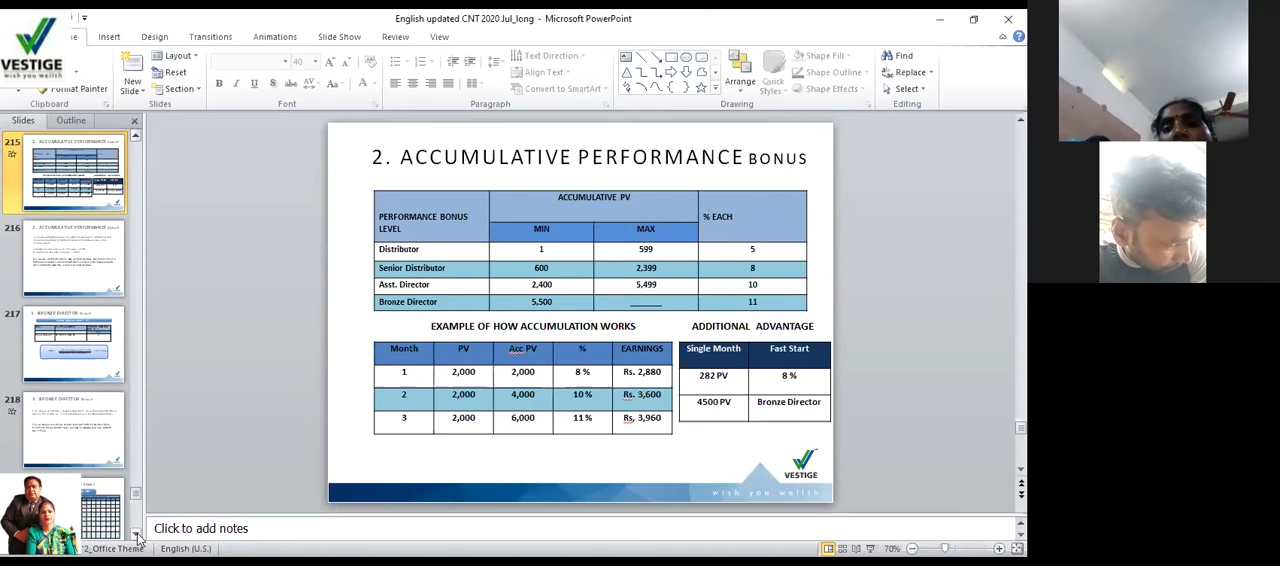 English updated CNT 2020 Jul_long - Microsoft PowerPoint
VESTIGE
wish you wellth
Insert Design Transitions Animations Slide Show Review View
New Slide
Layout
Reset
Section
Format Painter
40
Text Direction
Align Text
Convert to SmartArt
Arrange
Quick Styles
Shape Fill
Shape Outline
Shape Effects
Find
Replace
Select
Clipboard Slides Font Paragraph Drawing Editing
Slides Outline
215
216
217
218
2. ACCUMULATIVE PERFORMANCE BONUS
PERFORMANCE BONUS LEVEL ACCUMULATIVE PV % EACH
MIN MAX
Distributor 1 599 5
Senior Distributor 600 2,399 8
Asst. Director 2,400 5,499 10
Bronze Director 5,500 ______ 11
EXAMPLE OF HOW ACCUMULATION WORKS
Month PV Acc PV % EARNINGS
1 2,000 2,000 8 % Rs. 2,880
2 2,000 4,000 10 % Rs. 3,600
3 2,000 6,000 11 % Rs, 3,960
ADDITIONAL ADVANTAGE
Single Month Fast Start
282 PV 8 %
4500 PV Bronze Director
VESTIGE
wish you wellth
Click to add notes
2_Office Theme English (U.S.) 70%